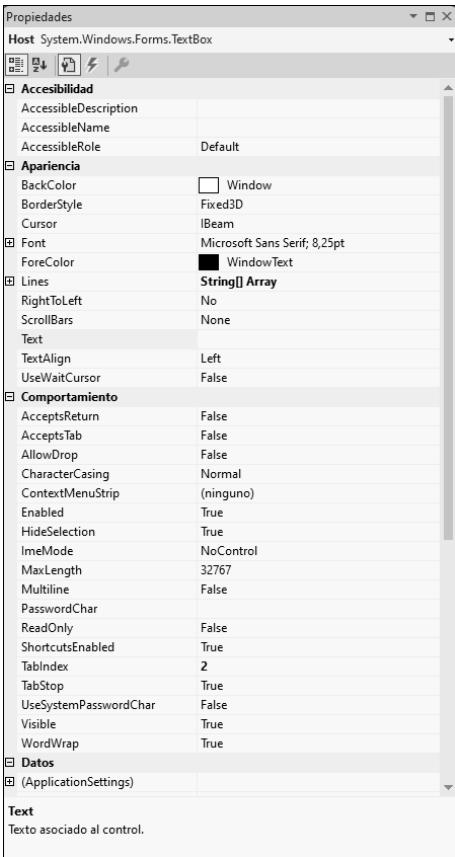 Propiedades
Host System.Windows.Forms.TextBox
Accesibilidad
AccessibleDescription
AccessibleName
AccessibleRole Default
Apariencia
BackColor Window
BorderStyle Fixed3D
Cursor IBeam
Font Microsoft Sans Serif; 8,25pt
ForeColor WindowText
Lines String[] Array
RightToLeft No
ScrollBars None
Text
TextAlign Left
UseWaitCursor False
Comportamiento
AcceptsReturn False
AcceptsTab False
AllowDrop False
CharacterCasing Normal
ContextMenuStrip (ninguno)
Enabled True
HideSelection True
ImeMode NoControl
MaxLength 32767
Multiline False
PasswordChar
ReadOnly False
ShortcutsEnabled True
TabIndex 2
TabStop True
UseSystemPasswordChar False
Visible True
WordWrap True
Datos
(ApplicationSettings)
Text
Texto asociado al control.